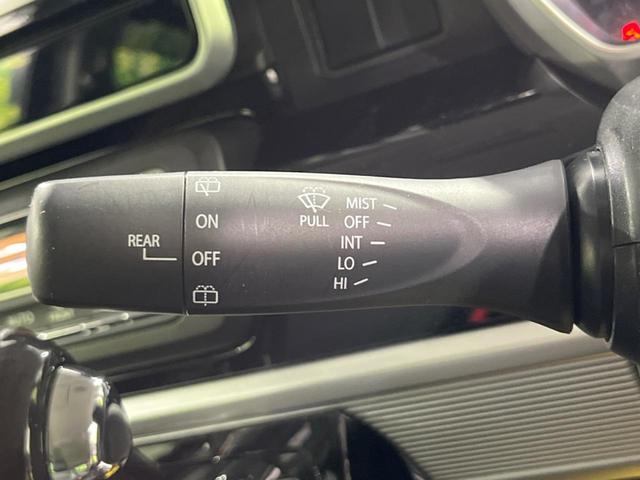 REAR
ON
OFF
PULL
MIST
OFF
INT
LO
HI